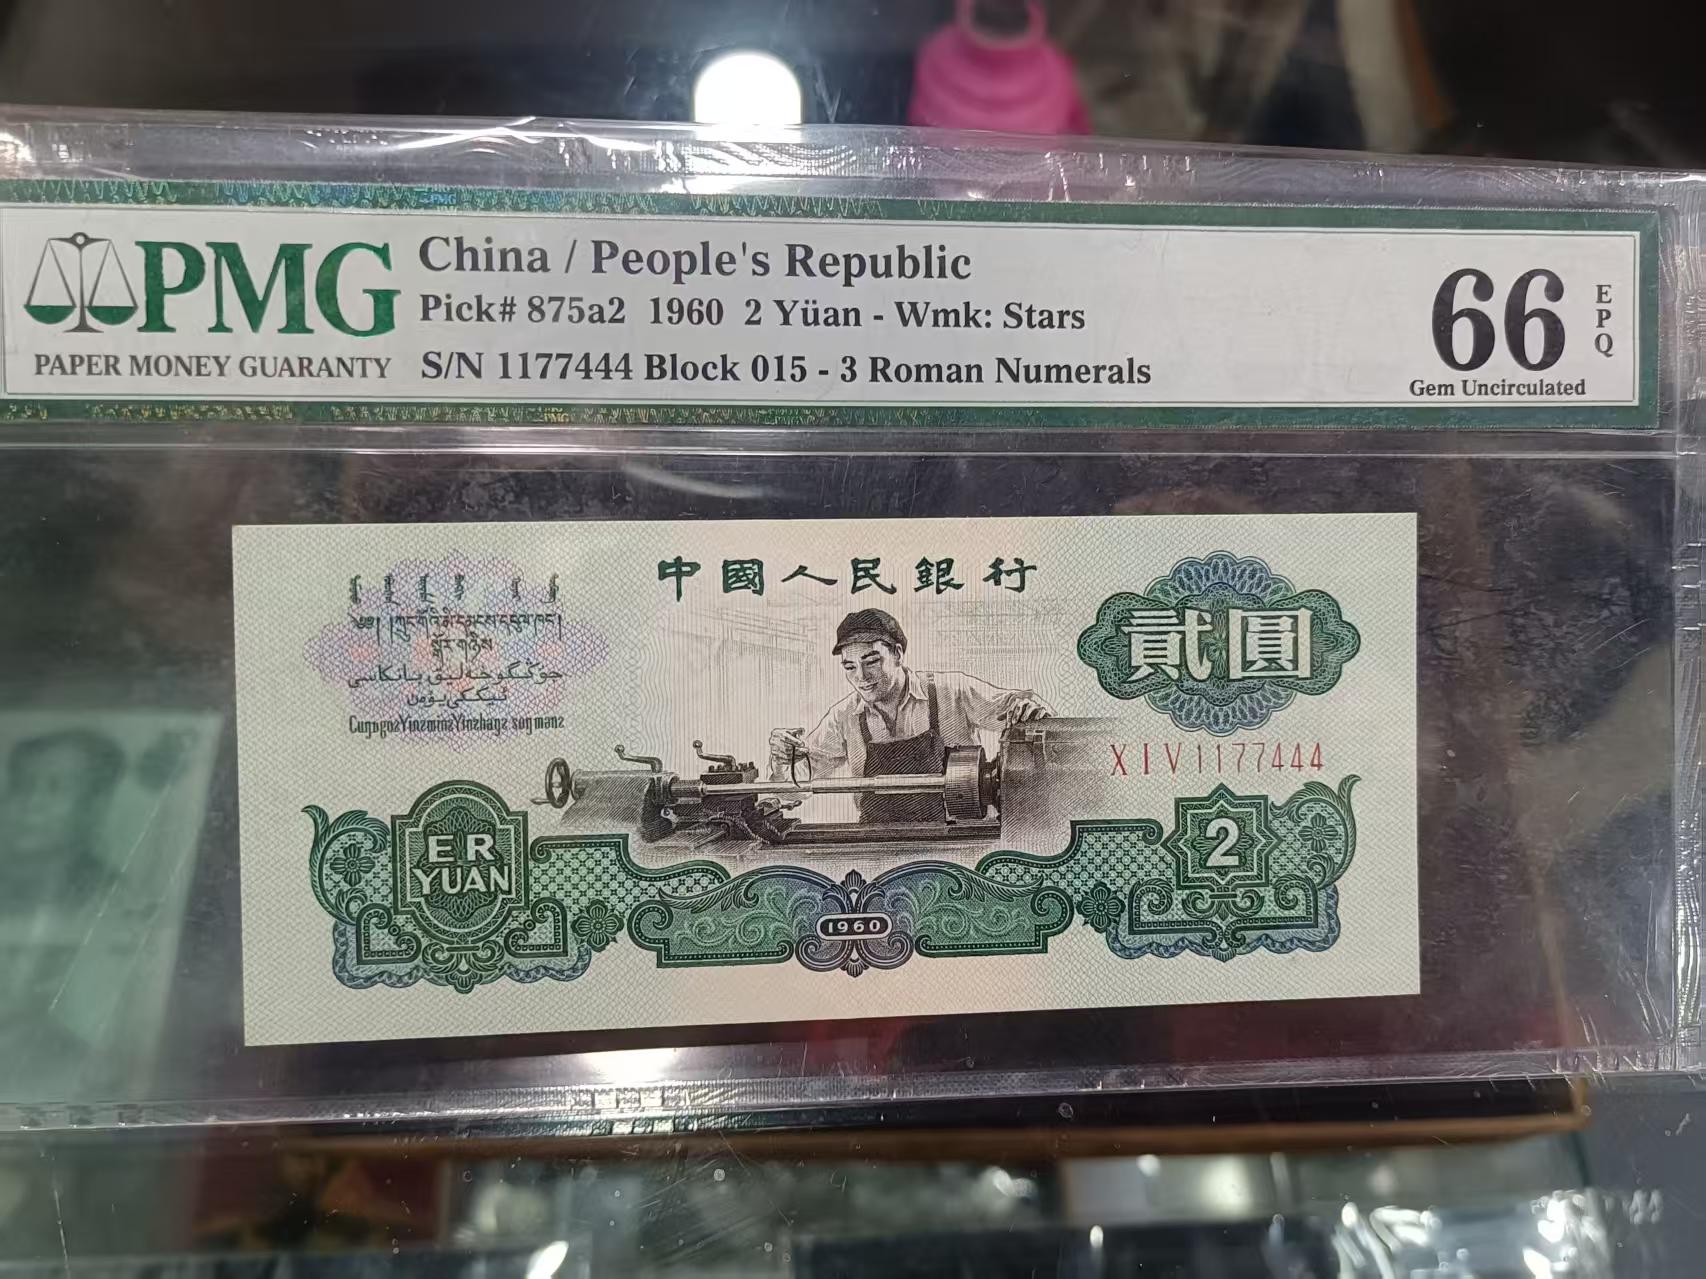 PMG
PAPER MONEY GUARANTY
China / People's Republic
Pick# 875a2 1960 2 Yüan - Wmk: Stars
S/N 1177444 Block 015 - 3 Roman Numerals
66
EPQ
Gem Uncirculated
中國人民銀行
貳圓
XIV1177444
ER
YUAN
1960
2